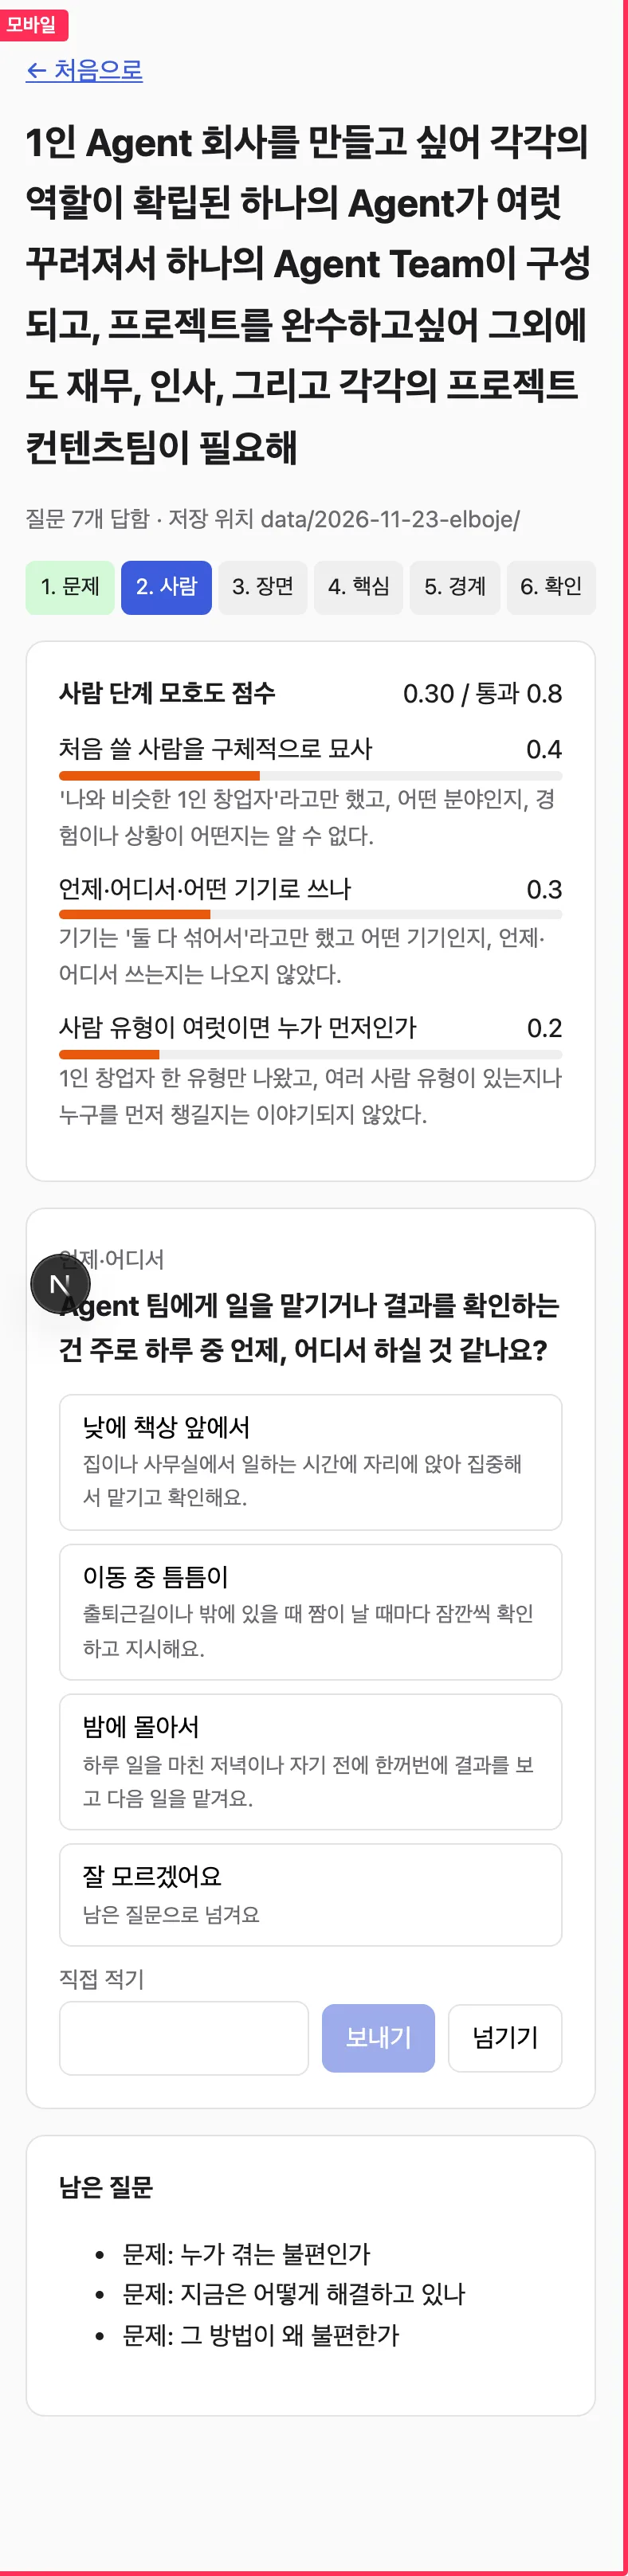 모바일
← 처음으로
1인 Agent 회사를 만들고 싶어 각각의
역할이 확립된 하나의 Agent가 여럿
꾸려져서 하나의 Agent Team이 구성
되고, 프로젝트를 완수하고싶어 그외에
도 재무, 인사, 그리고 각각의 프로젝트
컨텐츠팀이 필요해
질문 7개 답함 · 저장 위치 data/2026-11-23-elboje/
1. 문제 2. 사람 3. 장면 4. 핵심 5. 경계 6. 확인
사람 단계 모호도 점수 0.30 / 통과 0.8
처음 쓸 사람을 구체적으로 묘사 0.4
'나와 비슷한 1인 창업자'라고만 했고, 어떤 분야인지, 경
험이나 상황이 어떤지는 알 수 없다.
언제·어디서·어떤 기기로 쓰나 0.3
기기는 '둘 다 섞어서'라고만 했고 어떤 기기인지, 언제·
어디서 쓰는지는 나오지 않았다.
사람 유형이 여럿이면 누가 먼저인가 0.2
1인 창업자 한 유형만 나왔고, 여러 사람 유형이 있는지나
누구를 먼저 챙길지는 이야기되지 않았다.
언제·어디서
N
Agent 팀에게 일을 맡기거나 결과를 확인하는
건 주로 하루 중 언제, 어디서 하실 것 같나요?
낮에 책상 앞에서
집이나 사무실에서 일하는 시간에 자리에 앉아 집중해
서 맡기고 확인해요.
이동 중 틈틈이
출퇴근길이나 밖에 있을 때 짬이 날 때마다 잠깐씩 확인
하고 지시해요.
밤에 몰아서
하루 일을 마친 저녁이나 자기 전에 한꺼번에 결과를 보
고 다음 일을 맡겨요.
잘 모르겠어요
남은 질문으로 넘겨요
직접 적기
보내기 넘기기
남은 질문
• 문제: 누가 겪는 불편인가
• 문제: 지금은 어떻게 해결하고 있나
• 문제: 그 방법이 왜 불편한가